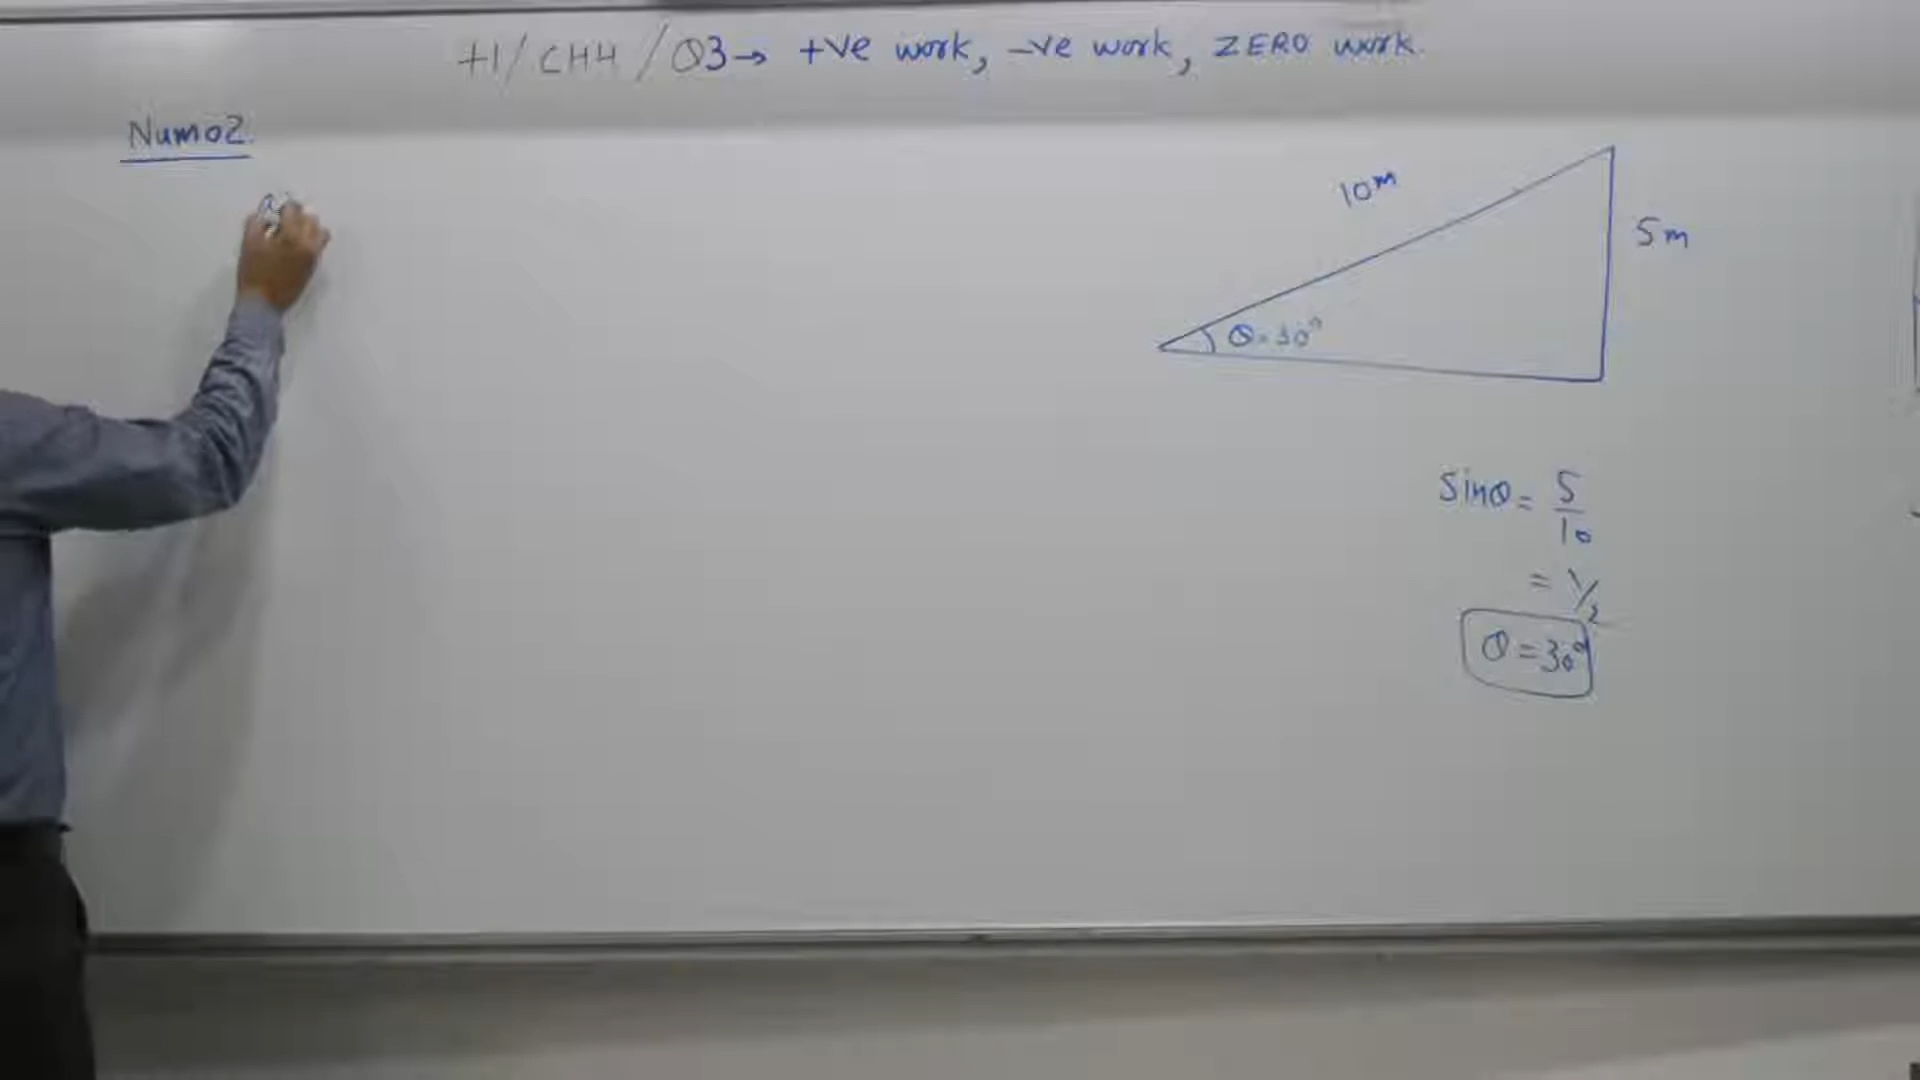 +1/CH4/Q3→ +ve work, -ve work, ZERO work.
Numo2.
10m
5m
θ=30°
Sinθ = 5/10
= 1/2
θ=30°